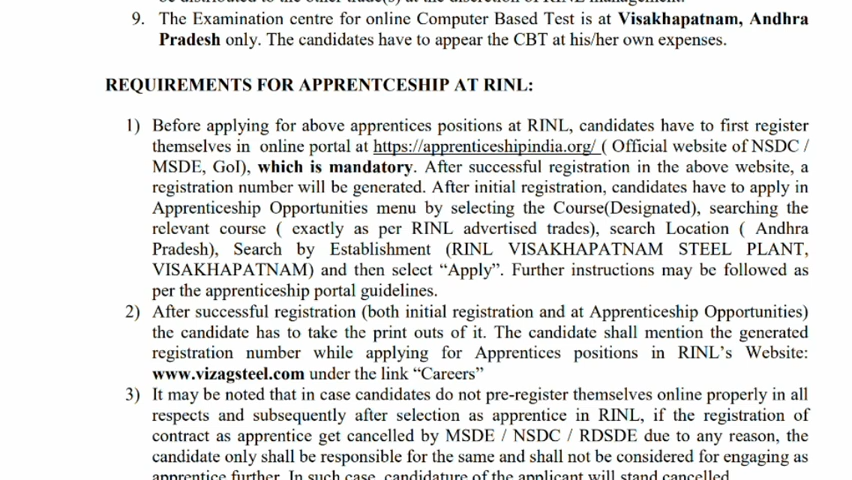 be distributed to the other trade(s) at the discretion of RINL management.
9. The Examination centre for online Computer Based Test is at Visakhapatnam, Andhra
Pradesh only. The candidates have to appear the CBT at his/her own expenses.
REQUIREMENTS FOR APPRENTCESHIP AT RINL:
1) Before applying for above apprentices positions at RINL, candidates have to first register
themselves in online portal at https://apprenticeshipindia.org/ ( Official website of NSDC /
MSDE, GoI), which is mandatory. After successful registration in the above website, a
registration number will be generated. After initial registration, candidates have to apply in
Apprenticeship Opportunities menu by selecting the Course(Designated), searching the
relevant course ( exactly as per RINL advertised trades), search Location ( Andhra
Pradesh), Search by Establishment (RINL VISAKHAPATNAM STEEL PLANT,
VISAKHAPATNAM) and then select “Apply”. Further instructions may be followed as
per the apprenticeship portal guidelines.
2) After successful registration (both initial registration and at Apprenticeship Opportunities)
the candidate has to take the print outs of it. The candidate shall mention the generated
registration number while applying for Apprentices positions in RINL’s Website:
www.vizagsteel.com under the link “Careers”
3) It may be noted that in case candidates do not pre-register themselves online properly in all
respects and subsequently after selection as apprentice in RINL, if the registration of
contract as apprentice get cancelled by MSDE / NSDC / RDSDE due to any reason, the
candidate only shall be responsible for the same and shall not be considered for engaging as
apprentice further. In such case, candidature of the applicant will stand cancelled.